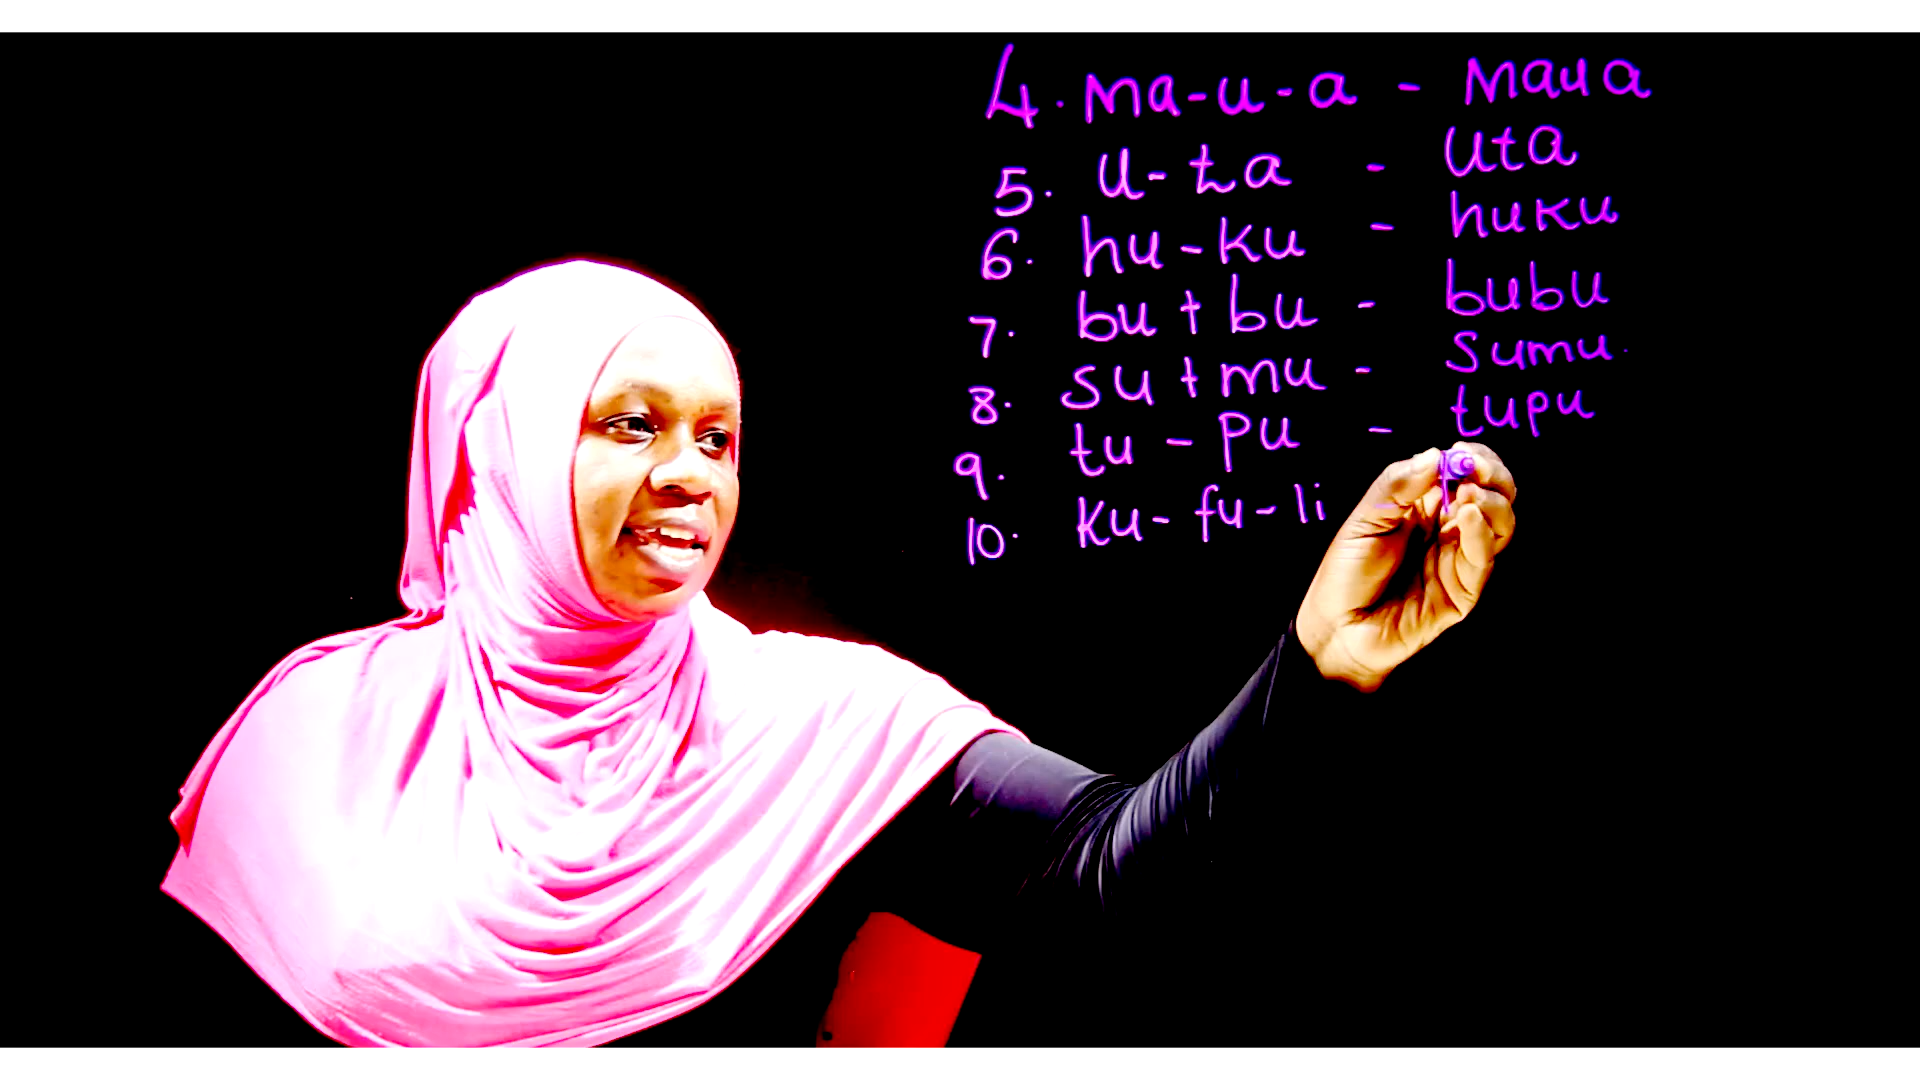 4. Ma-u-a - Maua
5. U-ta - Uta
6. hu-ku - huku
7. bu + bu - bubu
8. su + mu - sumu.
9. tu - pu - tupu
10. ku-fu-li